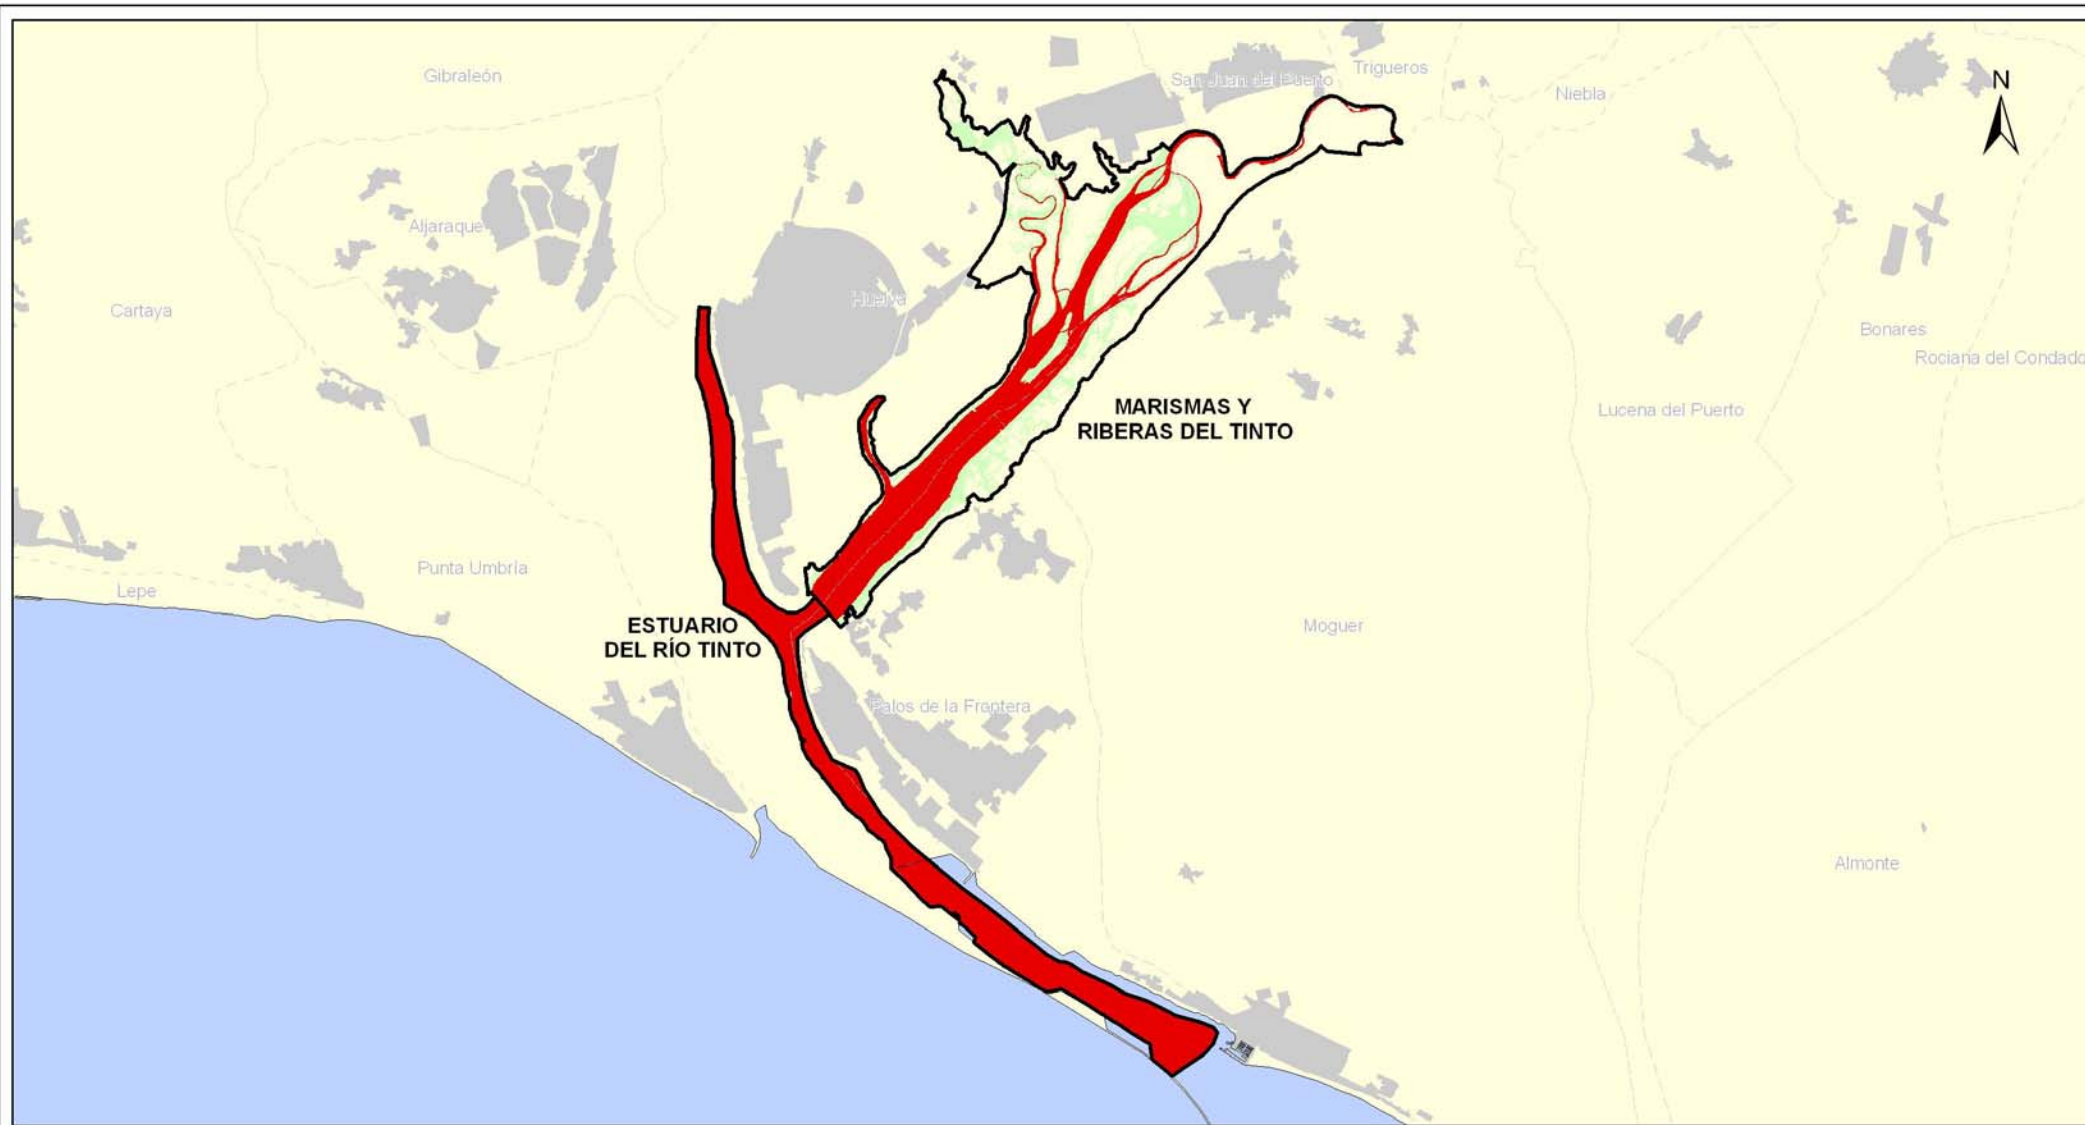 Gibraleón
San Juan del Puerto
Trigueros
Niebla
N
Aljaraque
Cartaya
Huelva
Bonares
Rociana del Condado
MARISMAS Y
RIBERAS DEL TINTO
Lucena del Puerto
Punta Umbría
Lepe
ESTUARIO
DEL RÍO TINTO
Moguer
Palos de la Frontera
Almonte